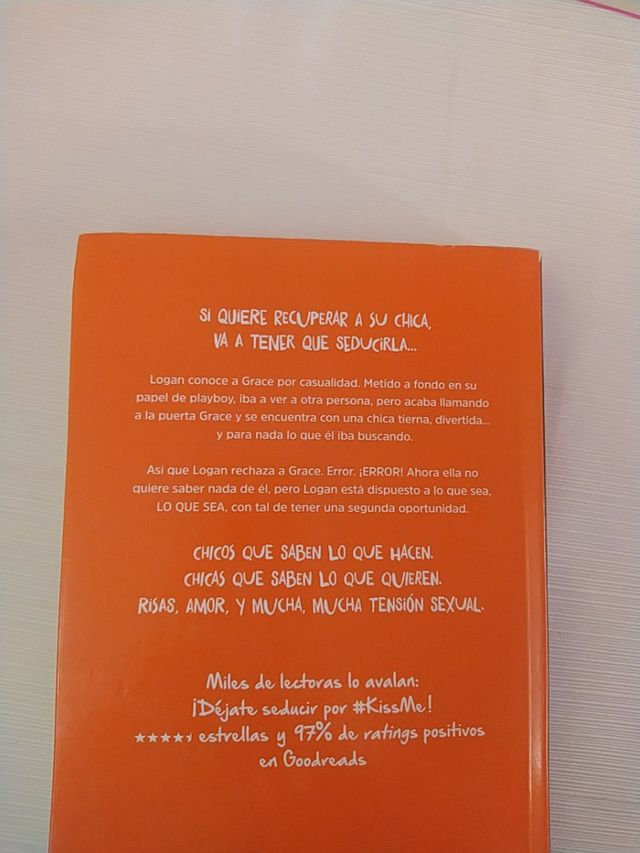 SI QUIERE RECUPERAR A SU CHICA,
VA A TENER QUE SEDUCIRLA...
Logan conoce a Grace por casualidad. Metido a fondo en su
papel de playboy, iba a ver a otra persona, pero acaba llamando
a la puerta Grace y se encuentra con una chica tierna, divertida...
y para nada lo que él iba buscando.
Así que Logan rechaza a Grace. Error. ¡ERROR! Ahora ella no
quiere saber nada de él, pero Logan está dispuesto a lo que sea,
LO QUE SEA, con tal de tener una segunda oportunidad.
CHICOS QUE SABEN LO QUE HACEN.
CHICAS QUE SABEN LO QUE QUIEREN.
RISAS, AMOR, Y MUCHA, MUCHA TENSIÓN SEXUAL.
Miles de lectoras lo avalan:
¡Déjate seducir por #KissMe!
estrellas y 97% de ratings positivos
en Goodreads